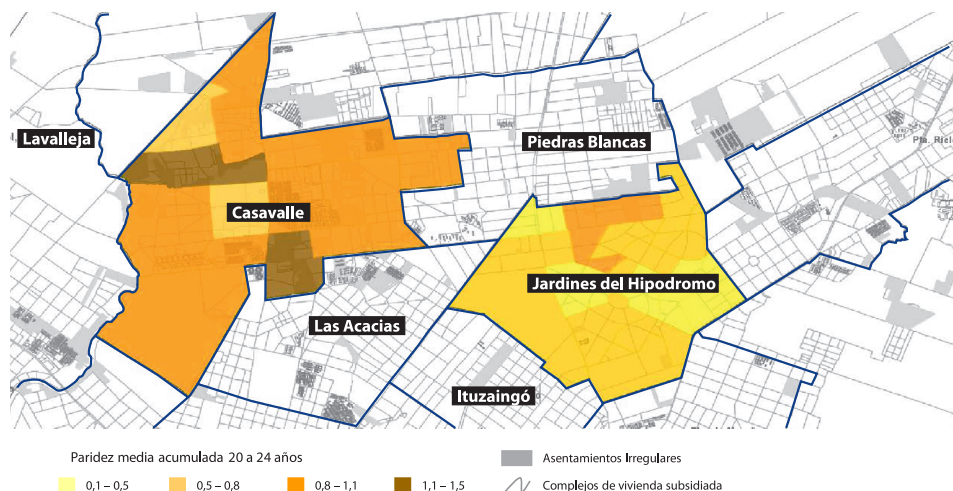 Lavalleja
Piedras Blancas
Pta. Riel
Casavalle
Jardines del Hipodromo
Las Acacias
Ituzaingó
Paridez media acumulada 20 a 24 años
Asentamientos Irregulares
0,1 – 0,5
0,5 – 0,8
0,8 – 1,1
1,1 – 1,5
Complejos de vivienda subsidiada